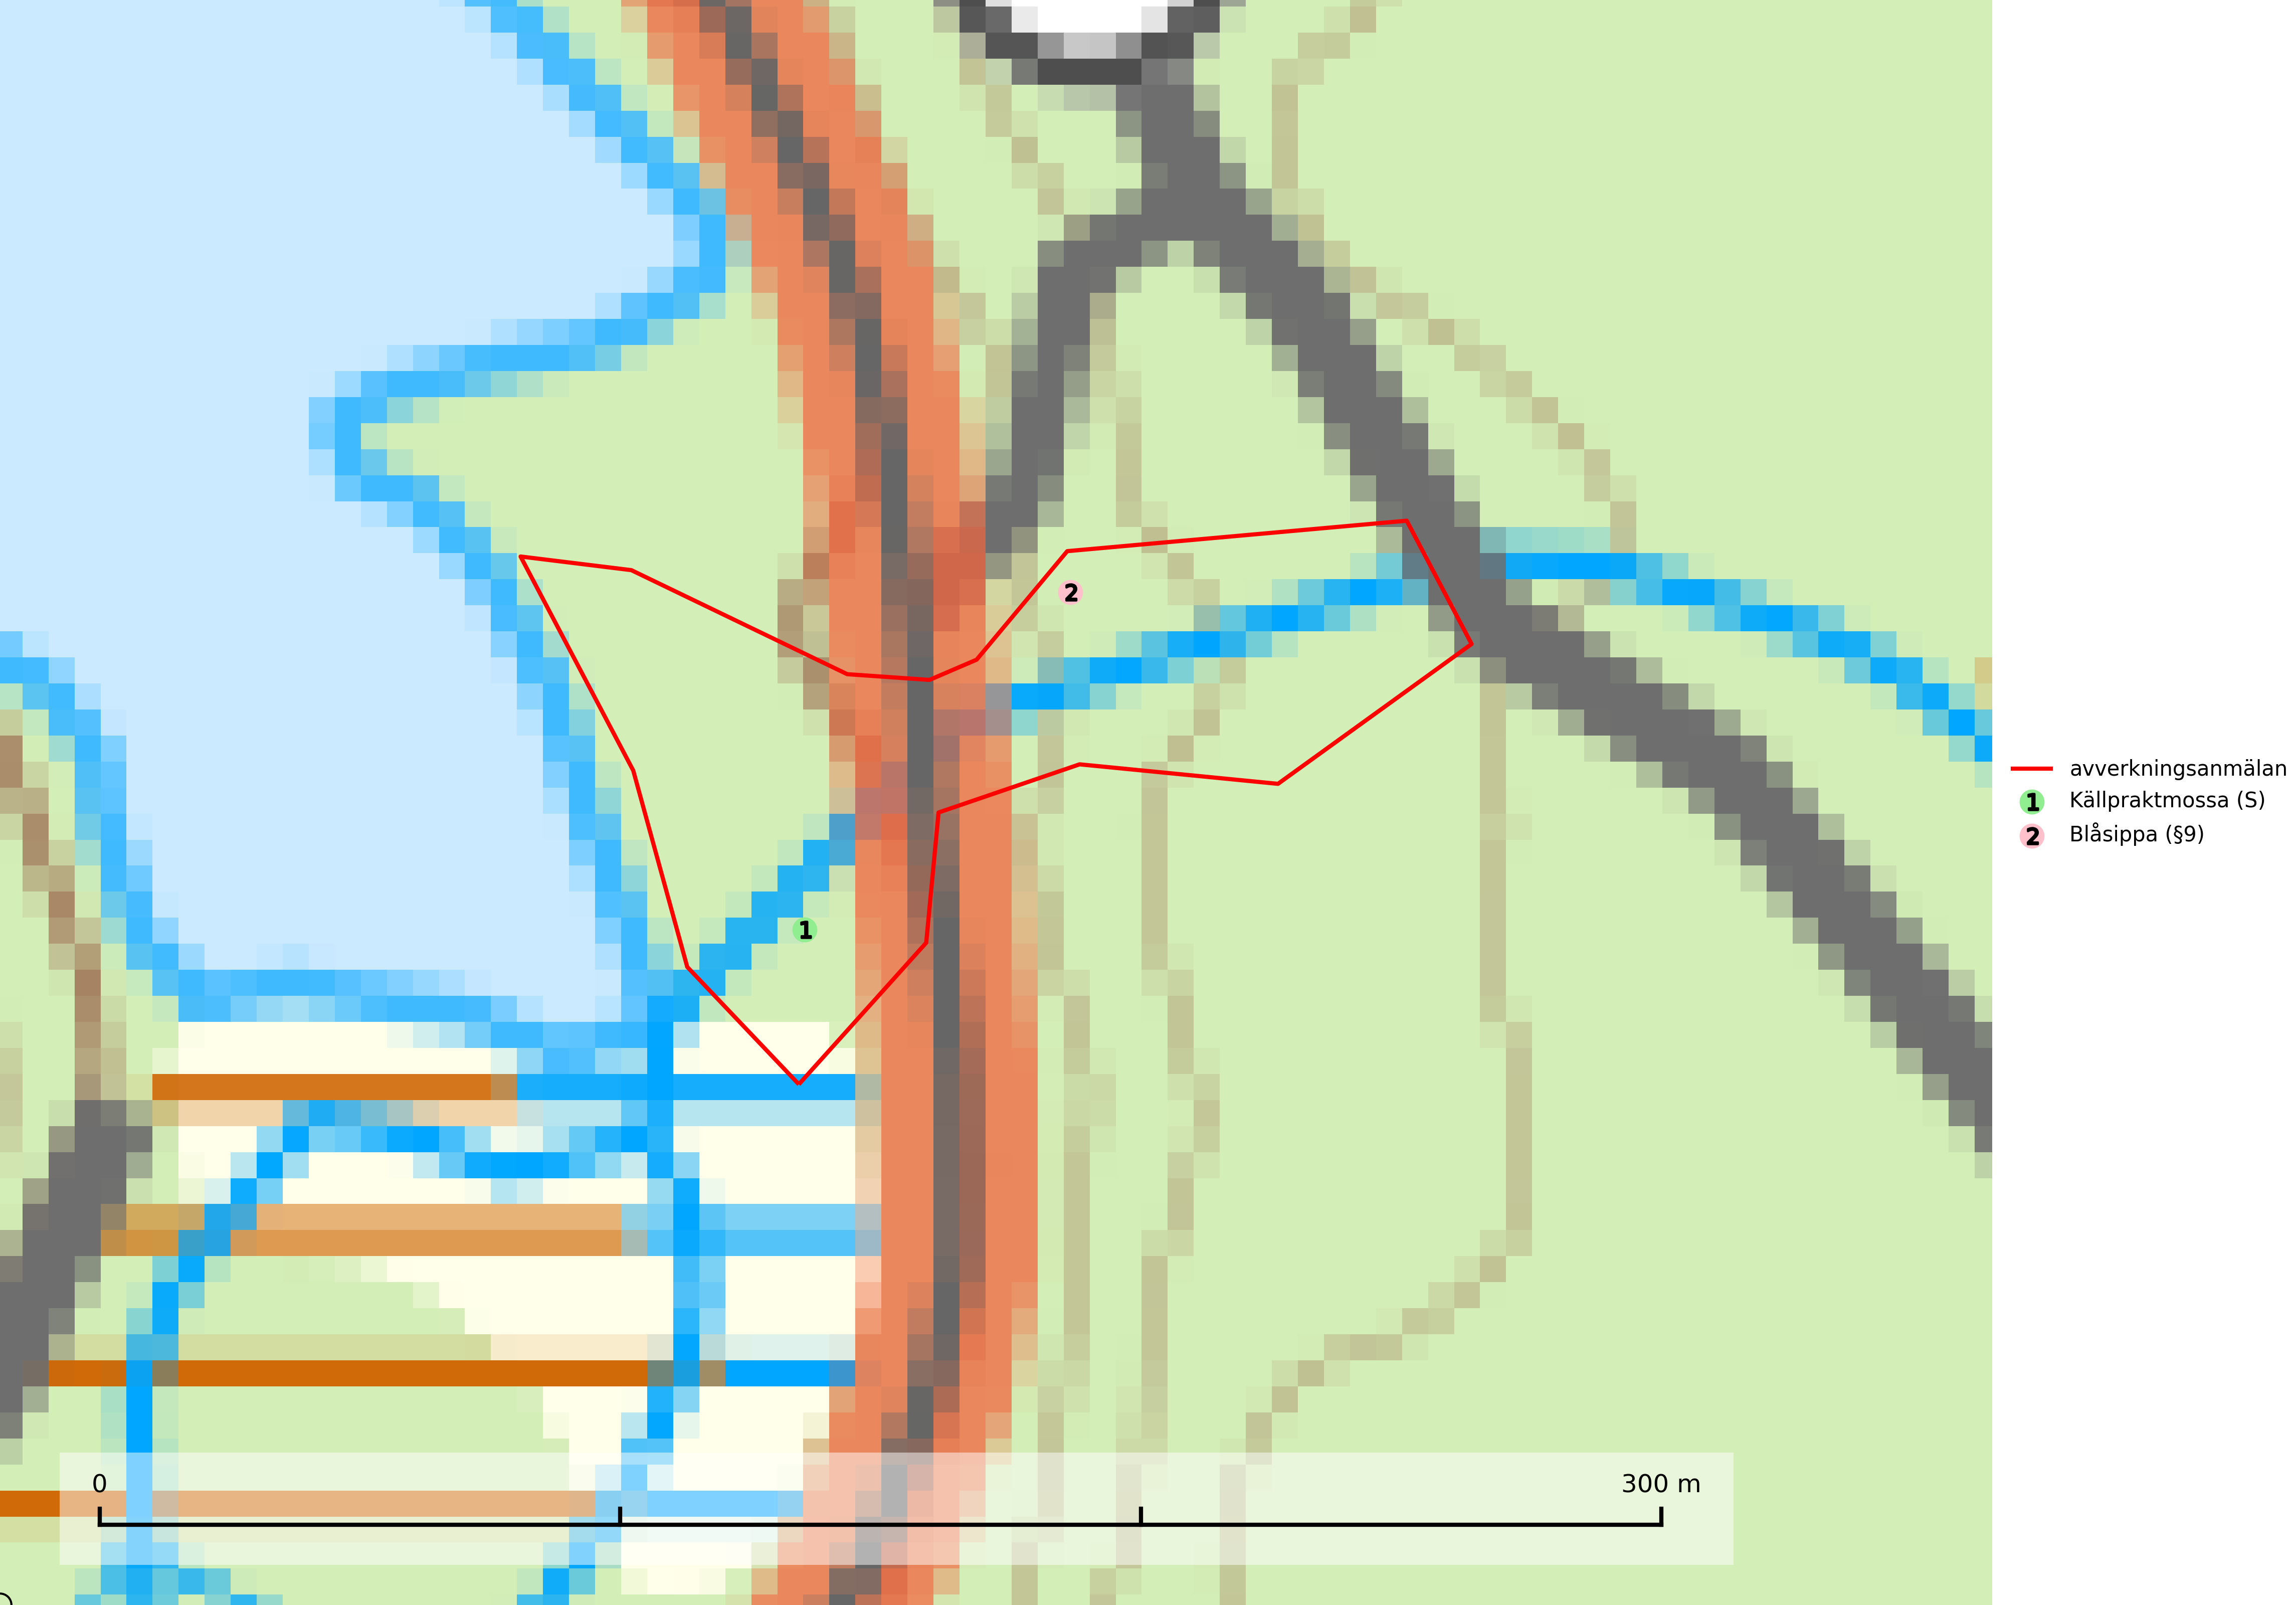 2
avverkningsanmälan
1 Källpraktmossa (S)
2 Blåsippa (§9)
1
0 300 m